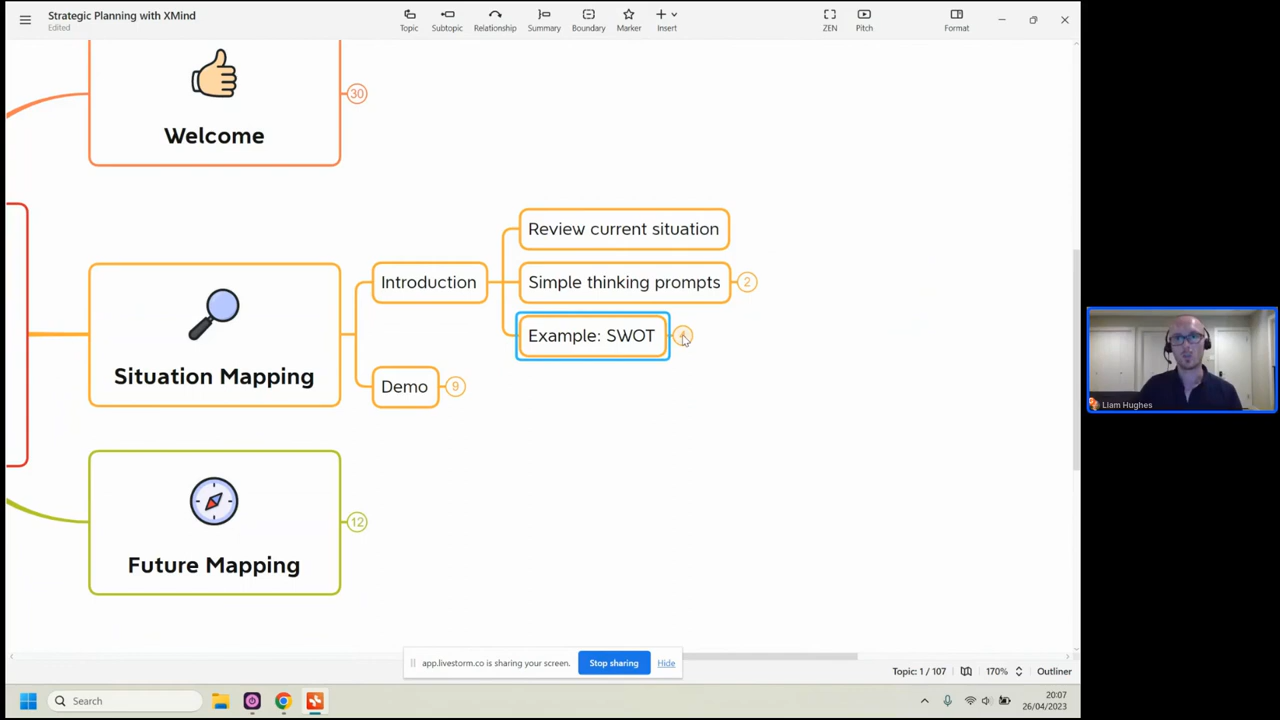 Strategic Planning with XMind
Edited
Topic
Subtopic
Relationship
Summary
Boundary
Marker
Insert
ZEN
Pitch
Format
30
Welcome
Review current situation
Introduction
Simple thinking prompts
2
Example: SWOT
Situation Mapping
Demo
9
12
Future Mapping
Liam Hughes
app.livestorm.co is sharing your screen.
Stop sharing
Hide
Topic: 1 / 107
170%
Outliner
Search
20:07
26/04/2023